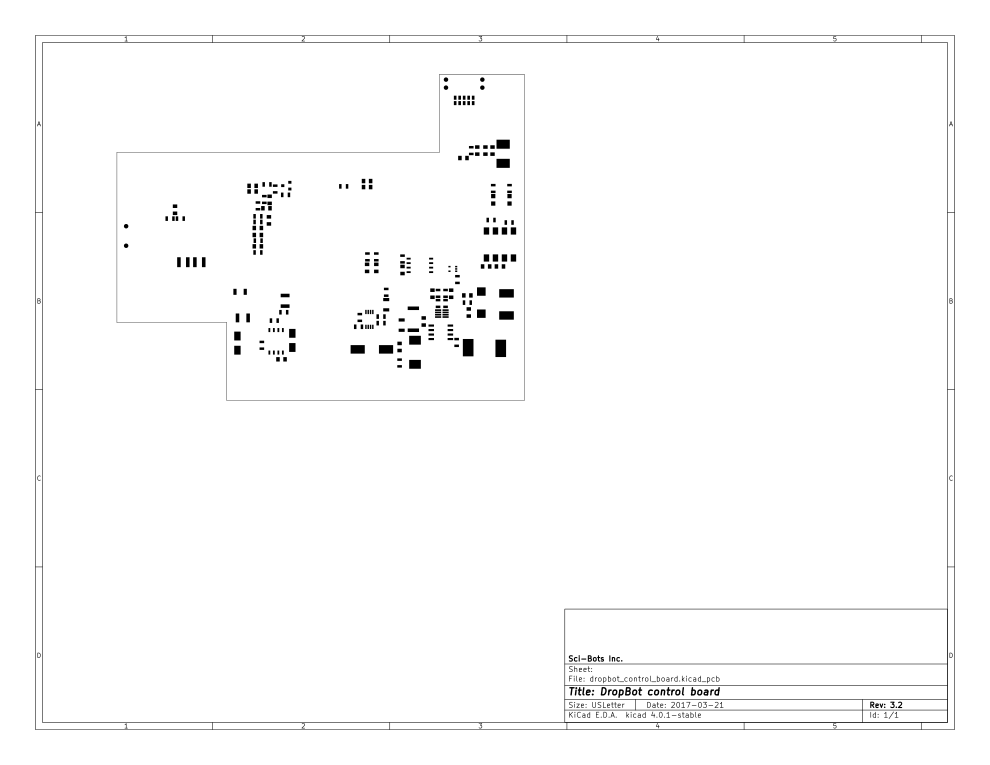 1 2 3 4 5
A A
B B
C C
D D
Sci-Bots Inc.
Sheet:
File: dropbot_control_board.kicad_pcb
Title: DropBot control board
Size: USLetter Date: 2017-03-21 Rev: 3.2
KiCad E.D.A. kicad 4.0.1-stable Id: 1/1
1 2 3 4 5